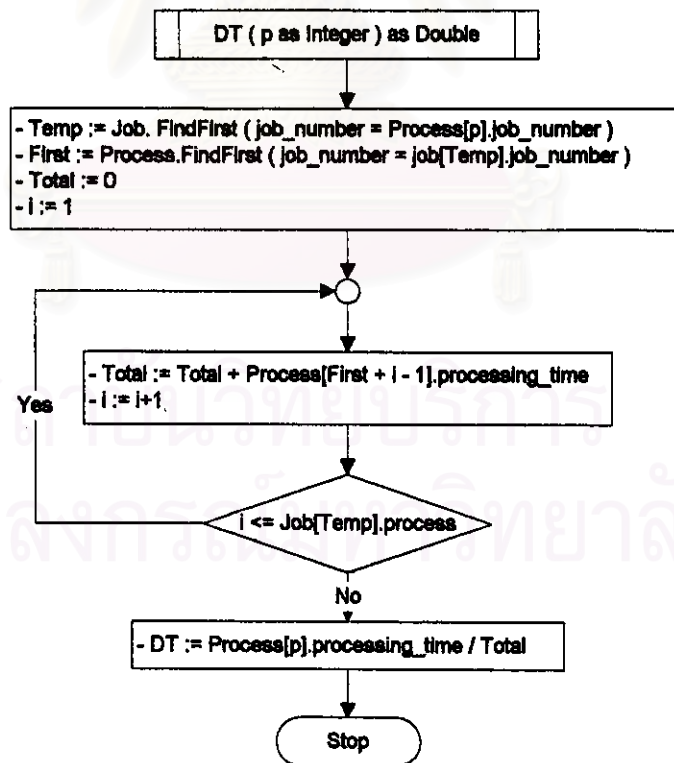 DT ( p as Integer ) as Double
- Temp := Job. FindFirst ( job_number = Process[p].job_number )
- First := Process.FindFirst ( job_number = job[Temp].job_number )
- Total := 0
- i := 1
- Total := Total + Process[First + i - 1].processing_time
- i := i+1
Yes
i <= Job[Temp].process
No
- DT := Process[p].processing_time / Total
Stop